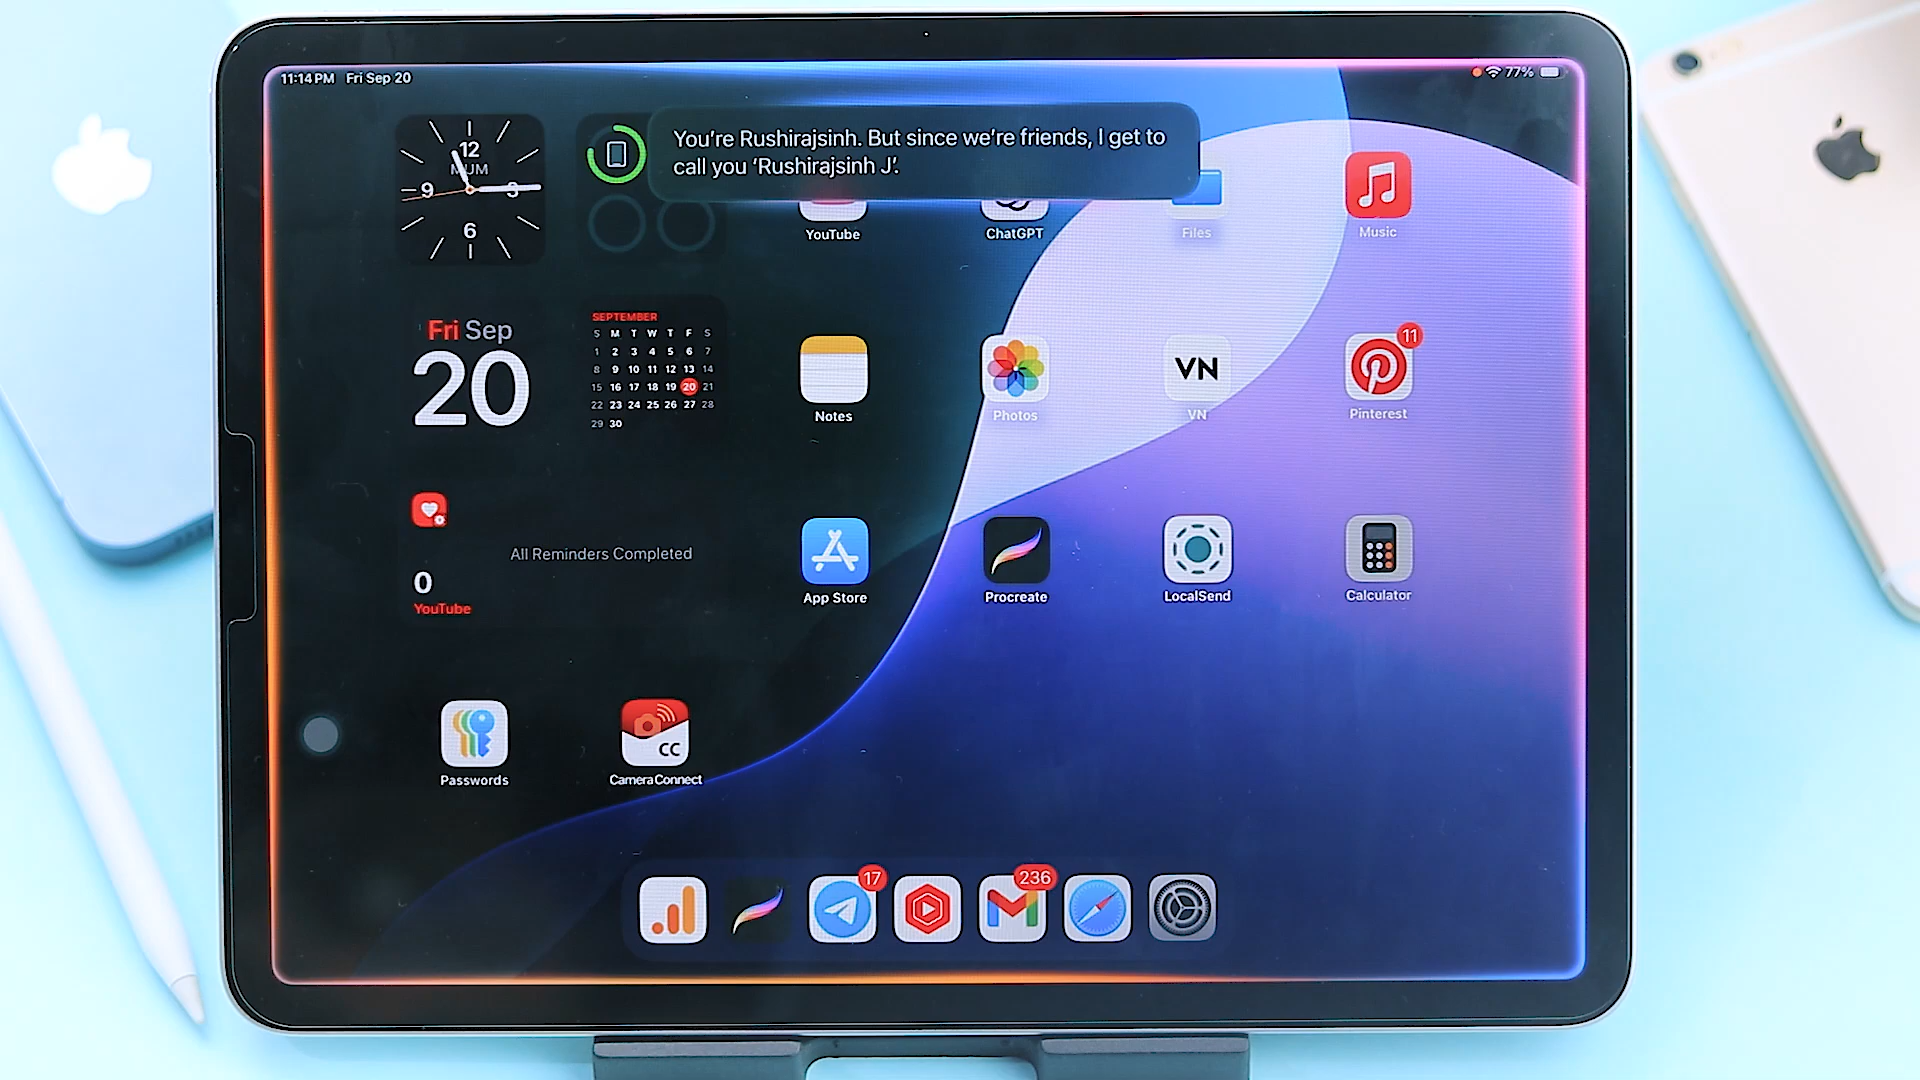 11:14 PM Fri Sep 20
77%
You're Rushirajsinh. But since we're friends, I get to
call you 'Rushirajsinh J'.
12
MUM
9
3
6
YouTube
ChatGPT
Files
Music
Fri Sep
20
SEPTEMBER
S M T W T F S
1 2 3 4 5 6 7
8 9 10 11 12 13 14
15 16 17 18 19 20 21
22 23 24 25 26 27 28
29 30
Notes
Photos
VN
VN
11
Pinterest
0
YouTube
All Reminders Completed
App Store
Procreate
LocalSend
Calculator
Passwords
CC
CameraConnect
17
236